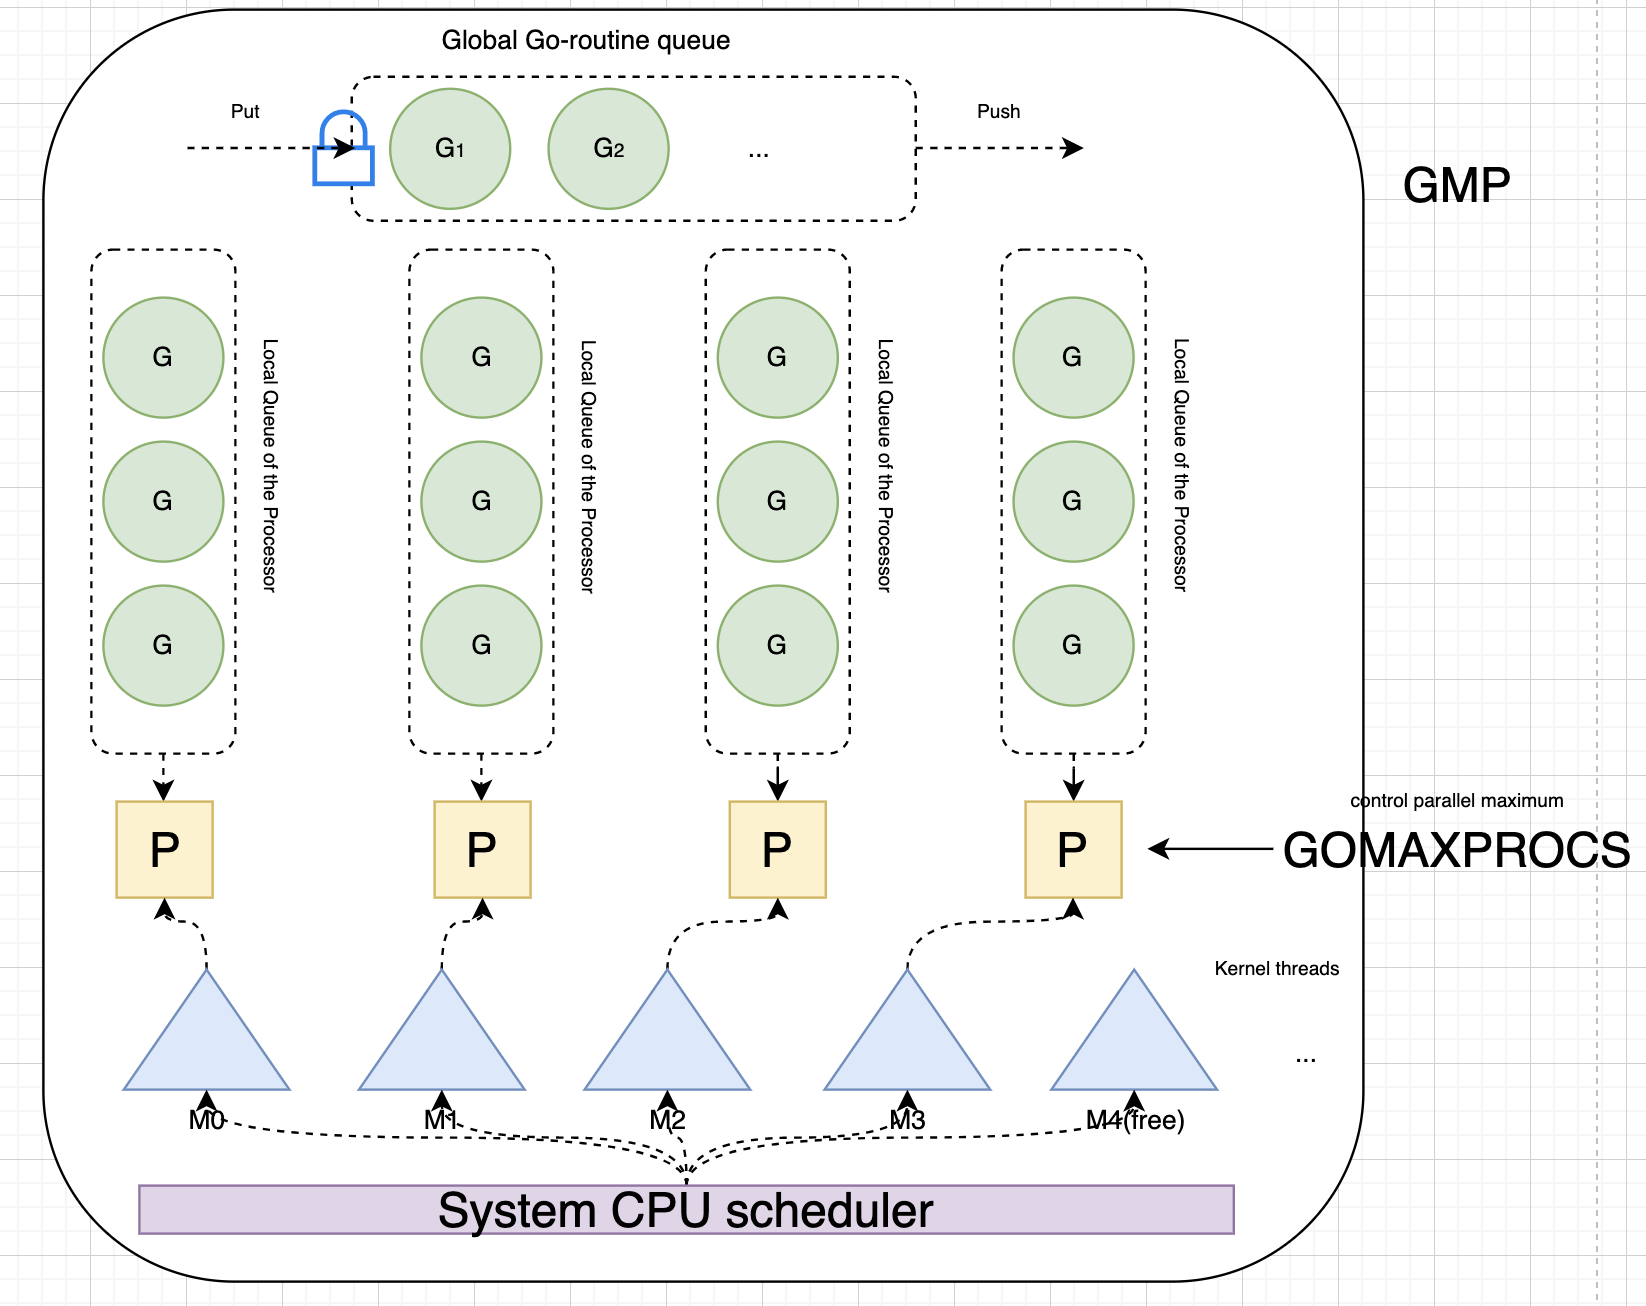 Global Go-routine queue
Put
Push
G1
G2
...
GMP
G
G
G
G
G
G
G
G
G
G
G
G
Local Queue of the Processor
Local Queue of the Processor
Local Queue of the Processor
Local Queue of the Processor
control parallel maximum
P
P
P
P
GOMAXPROCS
Kernel threads
...
M0
M1
M2
M3
M4(free)
System CPU scheduler